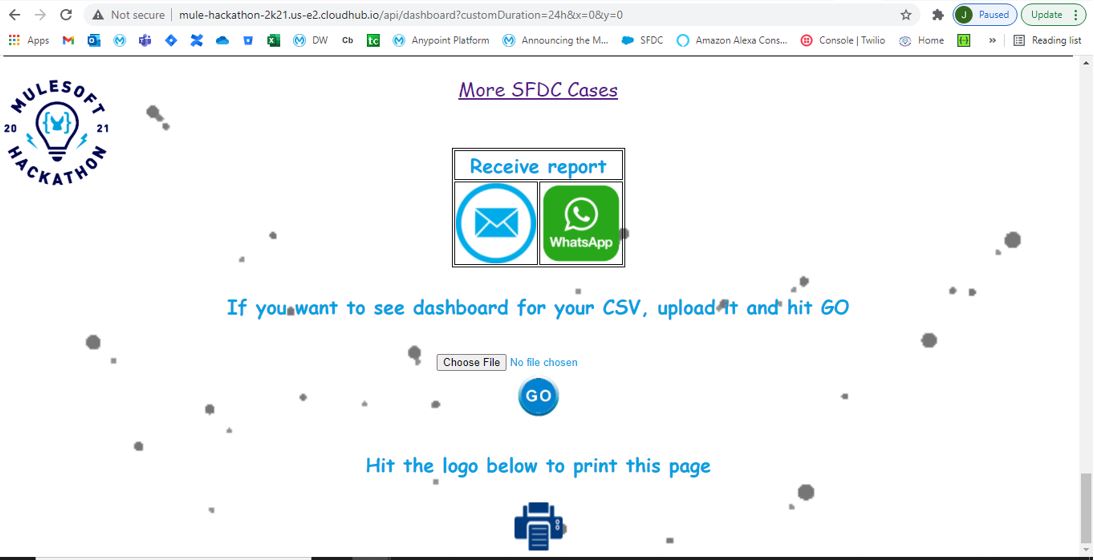 Not secure | mule-hackathon-2k21.us-e2.cloudhub.io/api/dashboard?customDuration=24h&x=0&y=0
J Paused Update
Apps DW Cb tc Anypoint Platform Announcing the M... SFDC Amazon Alexa Cons... Console | Twilio Home » Reading list
MULESOFT
20 21
HACKATHON
More SFDC Cases
Receive report
WhatsApp
If you want to see dashboard for your CSV, upload it and hit GO
Choose File No file chosen
GO
Hit the logo below to print this page